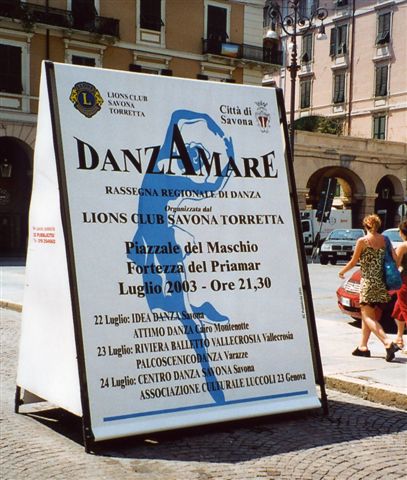 LIONS CLUB
SAVONA
TORRETTA
Città di
Savona
L
DANZAMARE
RASSEGNA REGIONALE DI DANZA
Organizzata dal
LIONS CLUB SAVONA TORRETTA
Piazzale del Maschio
Fortezza del Priamar
Luglio 2003 - Ore 21,30
22 Luglio: IDEA DANZA Savona
ATTIMO DANZA Cairo Montenotte
23 Luglio: RIVIERA BALLETTO VALLECROSIA Vallecrosia
PALCOSCENICO DANZA Varazze
24 Luglio: CENTRO DANZA SAVONA Savona
ASSOCIAZIONE CULTURALE LUCCOLI 23 Genova